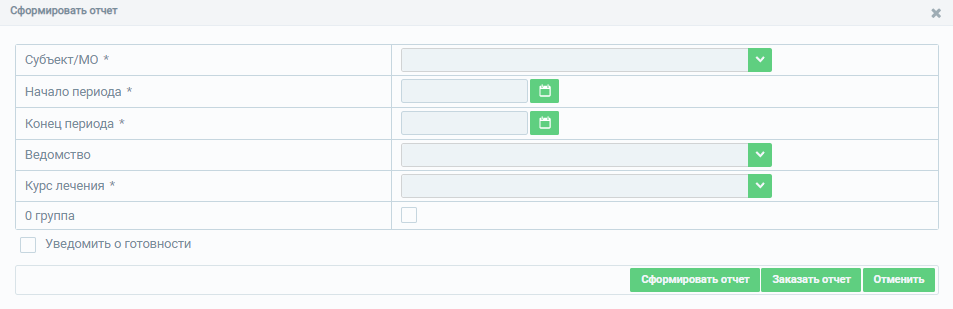 Сформировать отчет
Субъект/МО *
Начало периода *
Конец периода *
Ведомство
Курс лечения *
0 группа
Уведомить о готовности
Сформировать отчет Заказать отчет Отменить